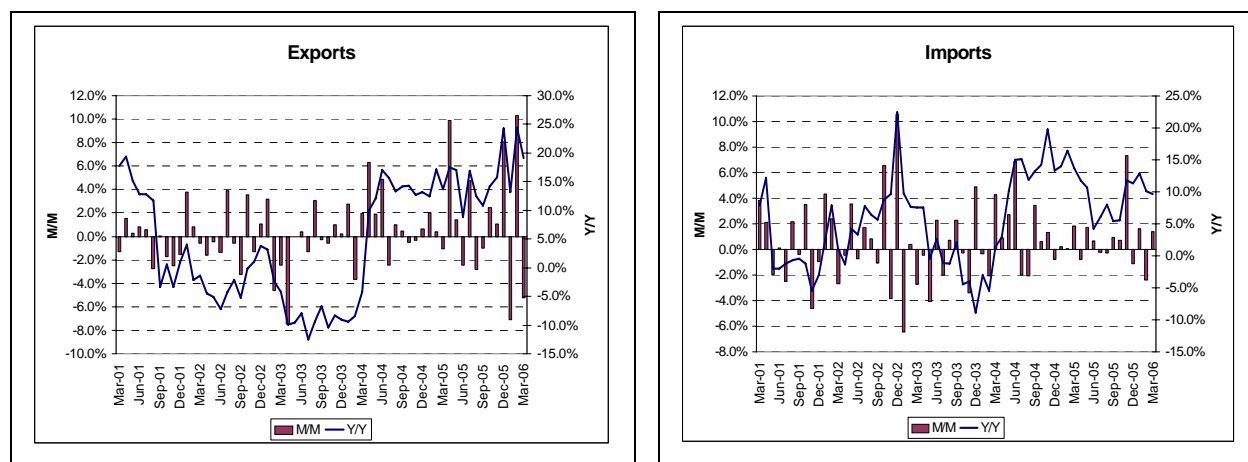 Exports
M/M
12.0%
10.0%
8.0%
6.0%
4.0%
2.0%
0.0%
-2.0%
-4.0%
-6.0%
-8.0%
-10.0%
30.0%
25.0%
20.0%
15.0%
10.0%
5.0%
0.0%
-5.0%
-10.0%
-15.0%
Y/Y
Mar-01
Jun-01
Sep-01
Dec-01
Mar-02
Jun-02
Sep-02
Dec-02
Mar-03
Jun-03
Sep-03
Dec-03
Mar-04
Jun-04
Sep-04
Dec-04
Mar-05
Jun-05
Sep-05
Dec-05
Mar-06
M/M Y/Y
Imports
M/M
12.0%
10.0%
8.0%
6.0%
4.0%
2.0%
0.0%
-2.0%
-4.0%
-6.0%
-8.0%
25.0%
20.0%
15.0%
10.0%
5.0%
0.0%
-5.0%
-10.0%
-15.0%
Y/Y
Mar-01
Jun-01
Sep-01
Dec-01
Mar-02
Jun-02
Sep-02
Dec-02
Mar-03
Jun-03
Sep-03
Dec-03
Mar-04
Jun-04
Sep-04
Dec-04
Mar-05
Jun-05
Sep-05
Dec-05
Mar-06
M/M Y/Y